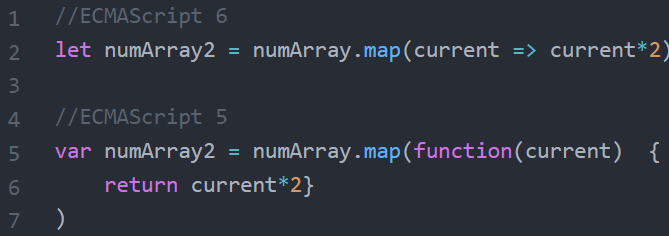 1 //ECMAScript 6
2 let numArray2 = numArray.map(current => current*2)
3
4 //ECMAScript 5
5 var numArray2 = numArray.map(function(current)  {
6     return current*2}
7 )